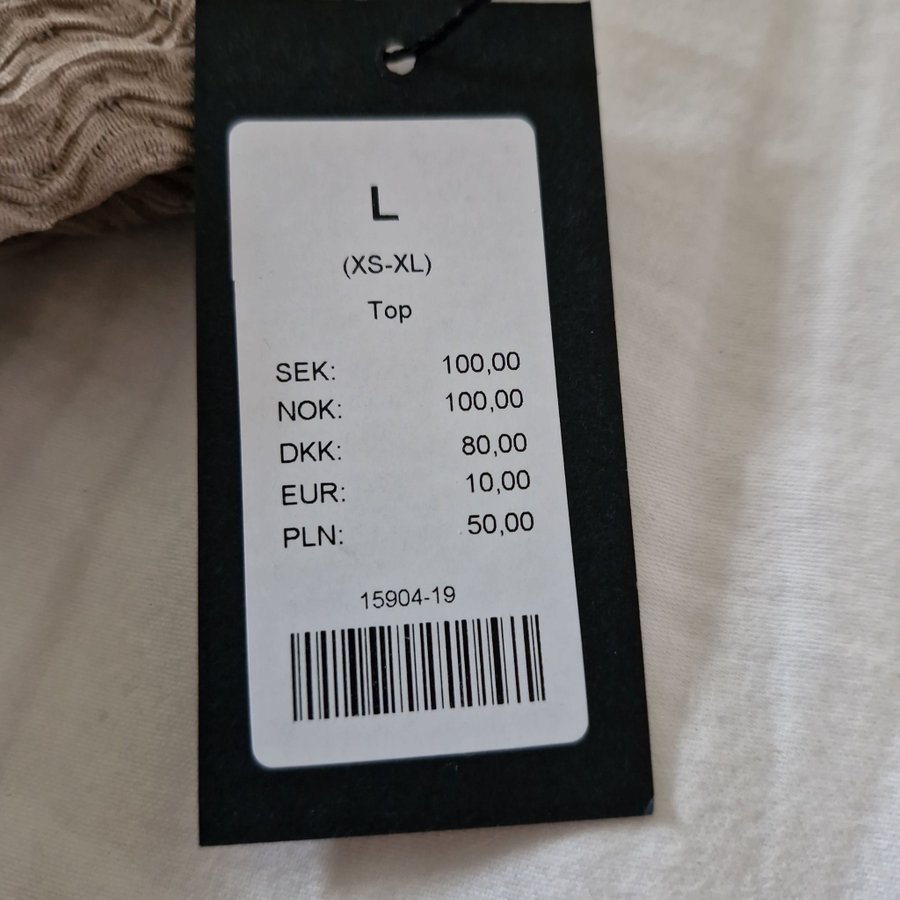 L
(XS-XL)
Top
SEK: 100,00
NOK: 100,00
DKK: 80,00
EUR: 10,00
PLN: 50,00
15904-19